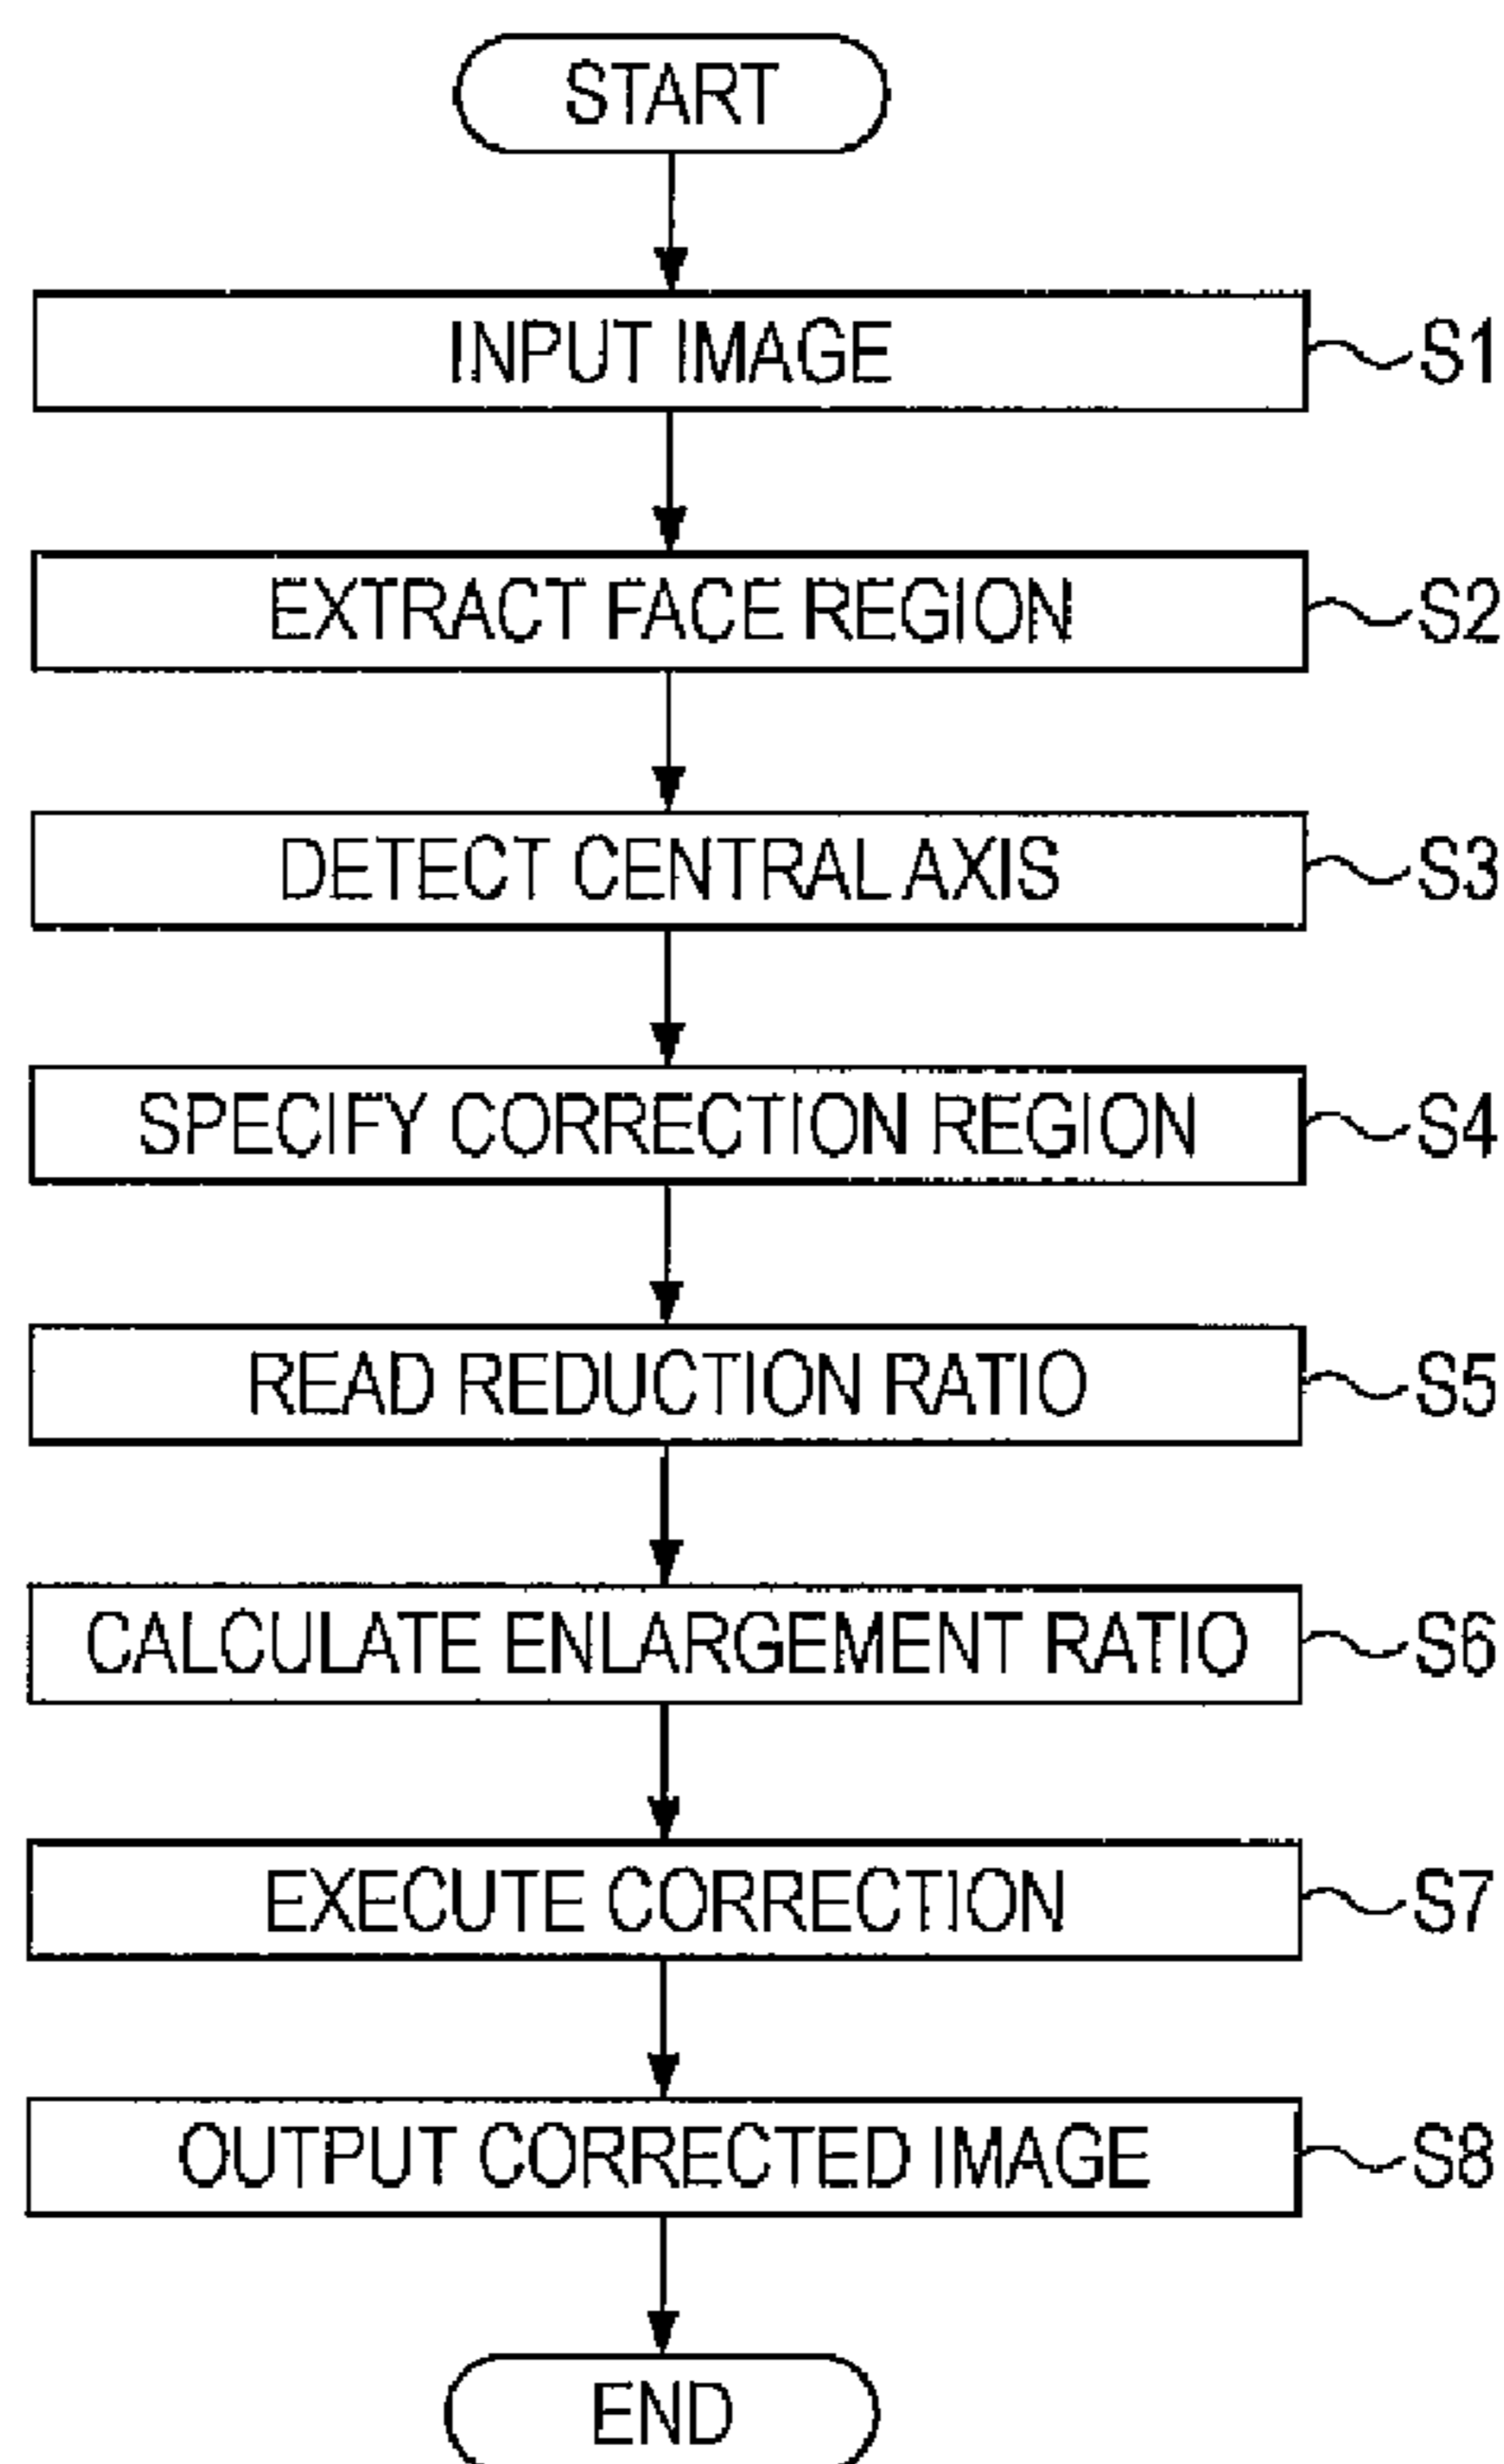 START
INPUT IMAGE S1
EXTRACT FACE REGION S2
DETECT CENTRAL AXIS S3
SPECIFY CORRECTION REGION S4
READ REDUCTION RATIO S5
CALCULATE ENLARGEMENT RATIO S6
EXECUTE CORRECTION S7
OUTPUT CORRECTED IMAGE S8
END